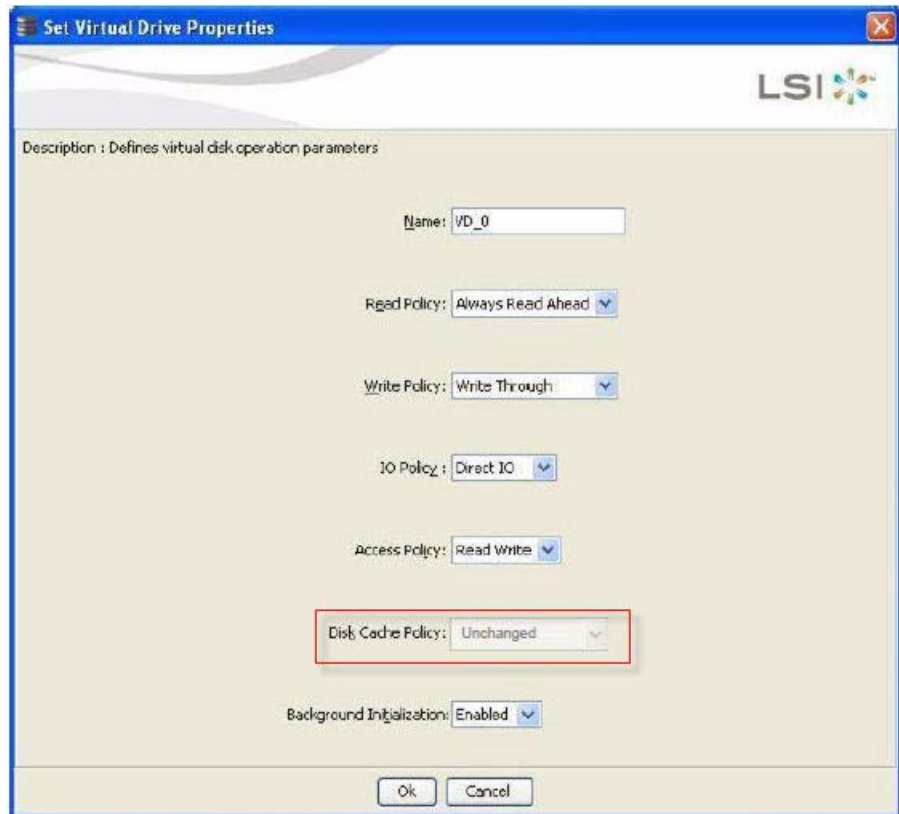 Set Virtual Drive Properties
LSI
Description : Defines virtual disk operation parameters
Name: VD_0
Read Policy: Always Read Ahead
Write Policy: Write Through
IO Policy : Direct IO
Access Policy: Read Write
Disk Cache Policy: Unchanged
Background Initialization: Enabled
Ok Cancel